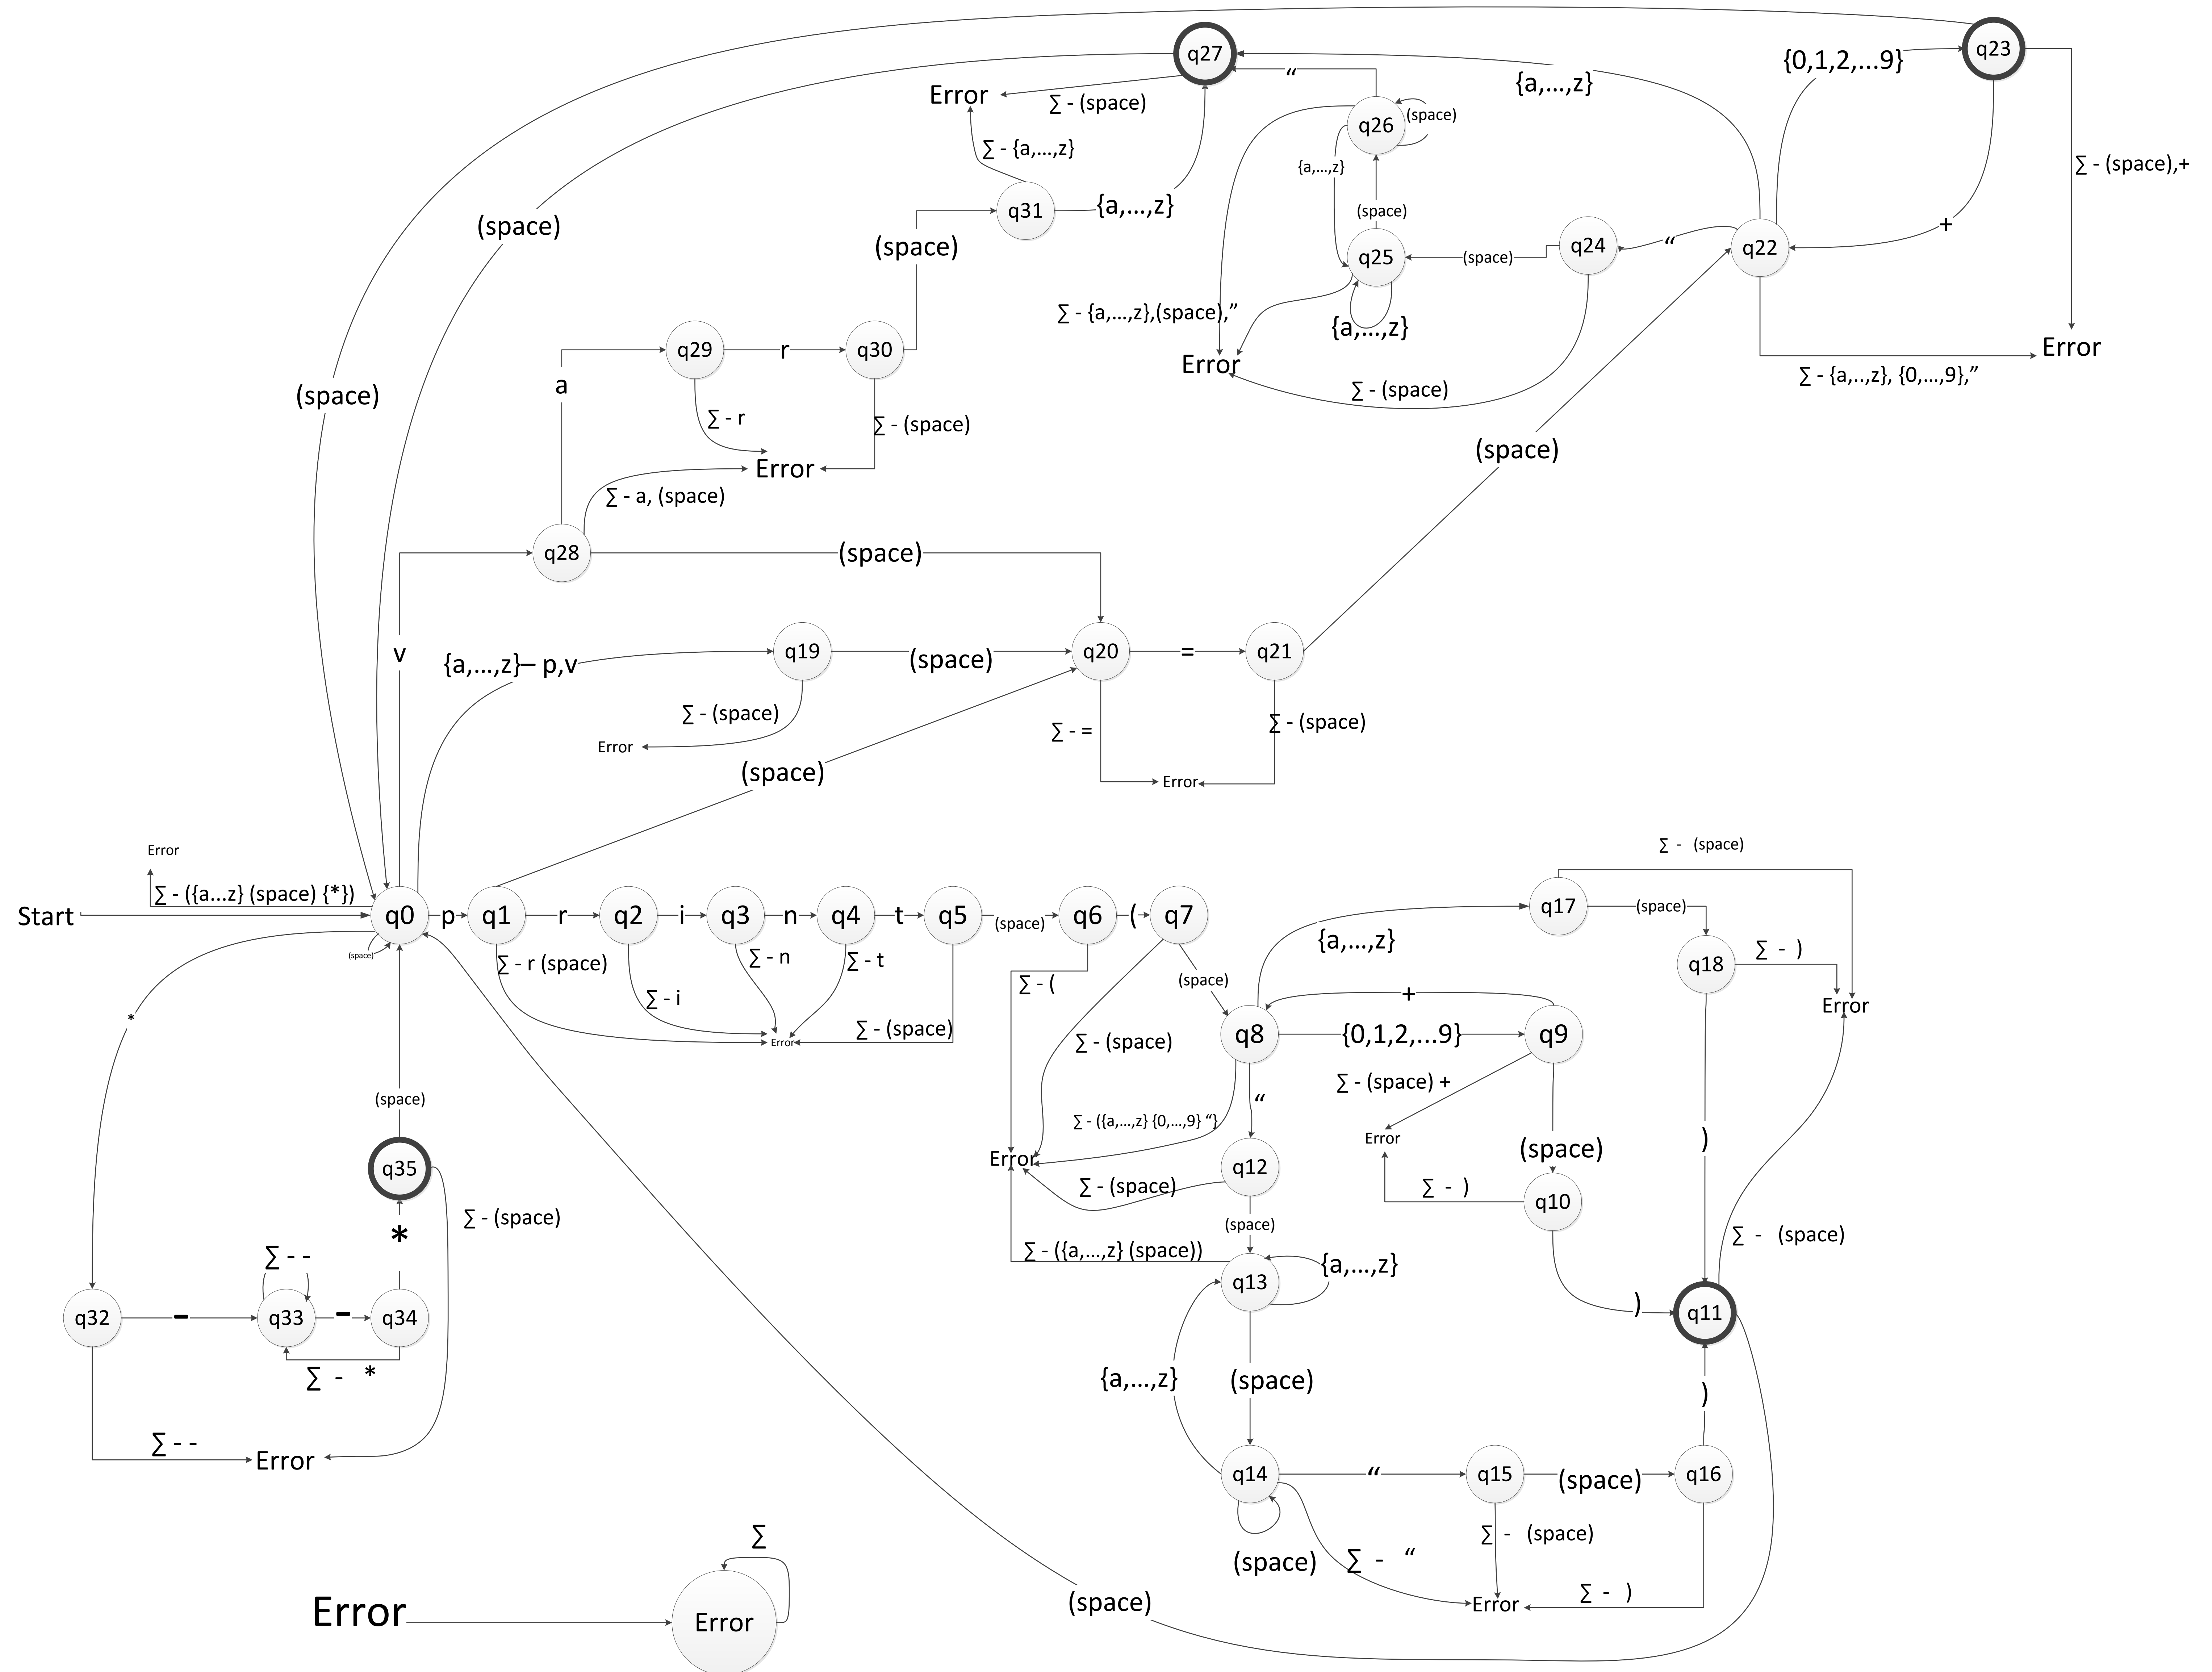 q23
q27
“
{a,...,z}
{0,1,2,...9}
Error
∑ - (space)
q26
(space)
∑ - {a,...,z}
{a,...,z}
∑ - (space),+
q31
{a,...,z}
(space)
(space)
(space)
q25
(space)
q24
“
q22
+
∑ - {a,...,z},(space),”
{a,...,z}
Error
Error
∑ - {a,..,z}, {0,...,9},”
∑ - (space)
q29
r
q30
a
(space)
∑ - r
∑ - (space)
(space)
Error
∑ - a, (space)
q28
(space)
v
{a,...,z}– p,v
q19
(space)
q20
=
q21
∑ - (space)
∑ - =
∑ - (space)
Error
(space)
Error
Error
∑ - ({a...z} (space) {*})
Start
q0
p
q1
r
q2
i
q3
n
q4
t
q5
(space)
q6
(
q7
(space)
∑ - r (space)
∑ - i
∑ - n
∑ - t
∑ - (space)
Error
∑ - (space)
q17
(space)
{a,...,z}
q18
∑ - )
Error
∑ - (
(space)
+
*
q8
{0,1,2,...9}
q9
∑ - (space)
∑ - (space) +
“
∑ - ({a,...,z} {0,...,9} “}
Error
(space)
)
(space)
Error
q12
∑ - (space)
∑ - )
q10
q35
∑ - (space)
*
(space)
∑ - (space)
∑ - ({a,...,z} (space))
q13
{a,...,z}
∑ - -
)
q11
q32
-
q33
-
q34
∑ - *
{a,...,z}
(space)
)
∑ - -
Error
q14
“
q15
(space)
q16
(space)
∑ - “
∑ - (space)
∑ - )
Error
(space)
∑
Error
Error